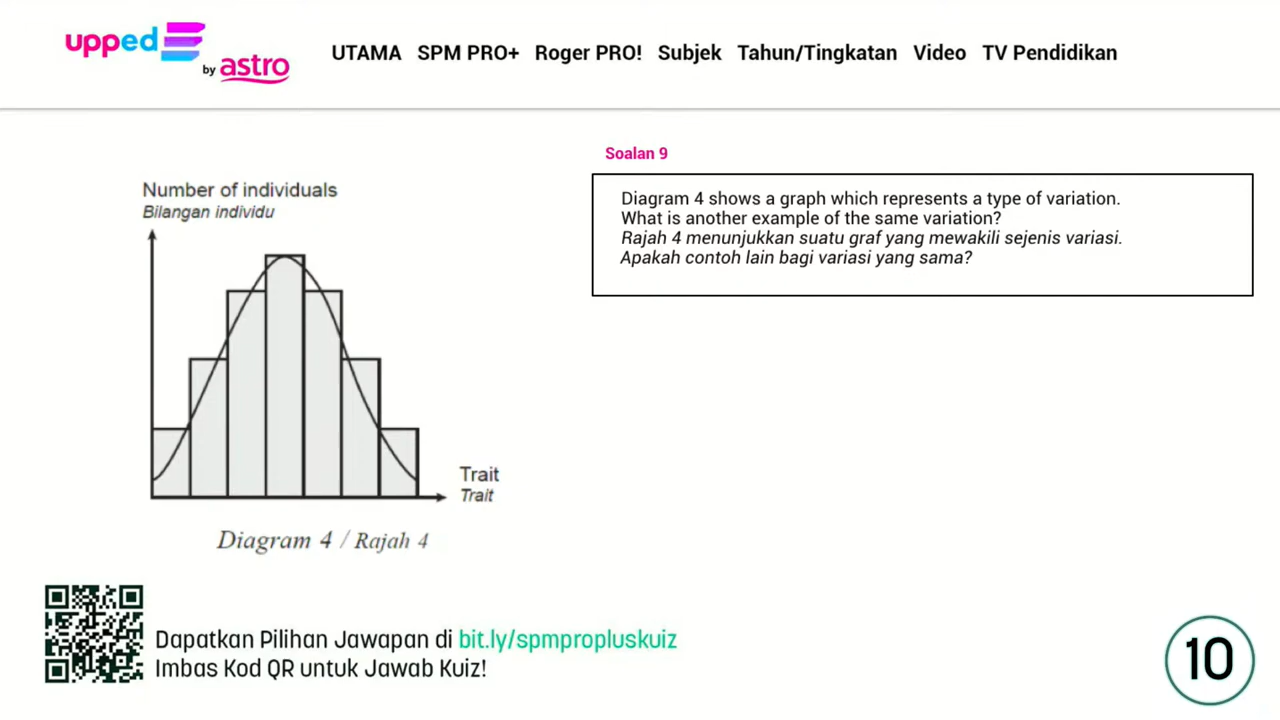 upped
by astro
UTAMA SPM PRO+ Roger PRO! Subjek Tahun/Tingkatan Video TV Pendidikan
Soalan 9
Diagram 4 shows a graph which represents a type of variation.
What is another example of the same variation?
Rajah 4 menunjukkan suatu graf yang mewakili sejenis variasi.
Apakah contoh lain bagi variasi yang sama?
Number of individuals
Bilangan individu
Trait
Trait
Diagram 4 / Rajah 4
Dapatkan Pilihan Jawapan di bit.ly/spmpropluskuiz
Imbas Kod QR untuk Jawab Kuiz!
10